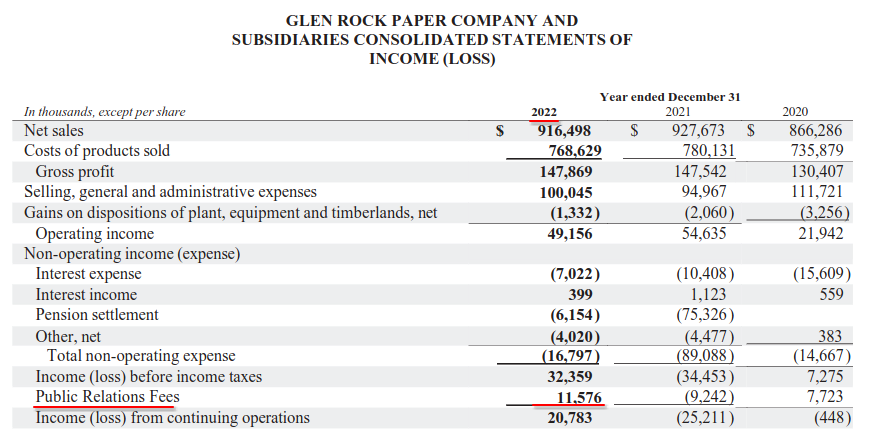 GLEN ROCK PAPER COMPANY AND
SUBSIDIARIES CONSOLIDATED STATEMENTS OF
INCOME (LOSS)
Year ended December 31
In thousands, except per share 2022 2021 2020
Net sales $ 916,498 $ 927,673 $ 866,286
Costs of products sold 768,629 780,131 735,879
Gross profit 147,869 147,542 130,407
Selling, general and administrative expenses 100,045 94,967 111,721
Gains on dispositions of plant, equipment and timberlands, net (1,332) (2,060) (3,256)
Operating income 49,156 54,635 21,942
Non-operating income (expense)
Interest expense (7,022) (10,408) (15,609)
Interest income 399 1,123 559
Pension settlement (6,154) (75,326)
Other, net (4,020) (4,477) 383
Total non-operating expense (16,797) (89,088) (14,667)
Income (loss) before income taxes 32,359 (34,453) 7,275
Public Relations Fees 11,576 (9,242) 7,723
Income (loss) from continuing operations 20,783 (25,211) (448)